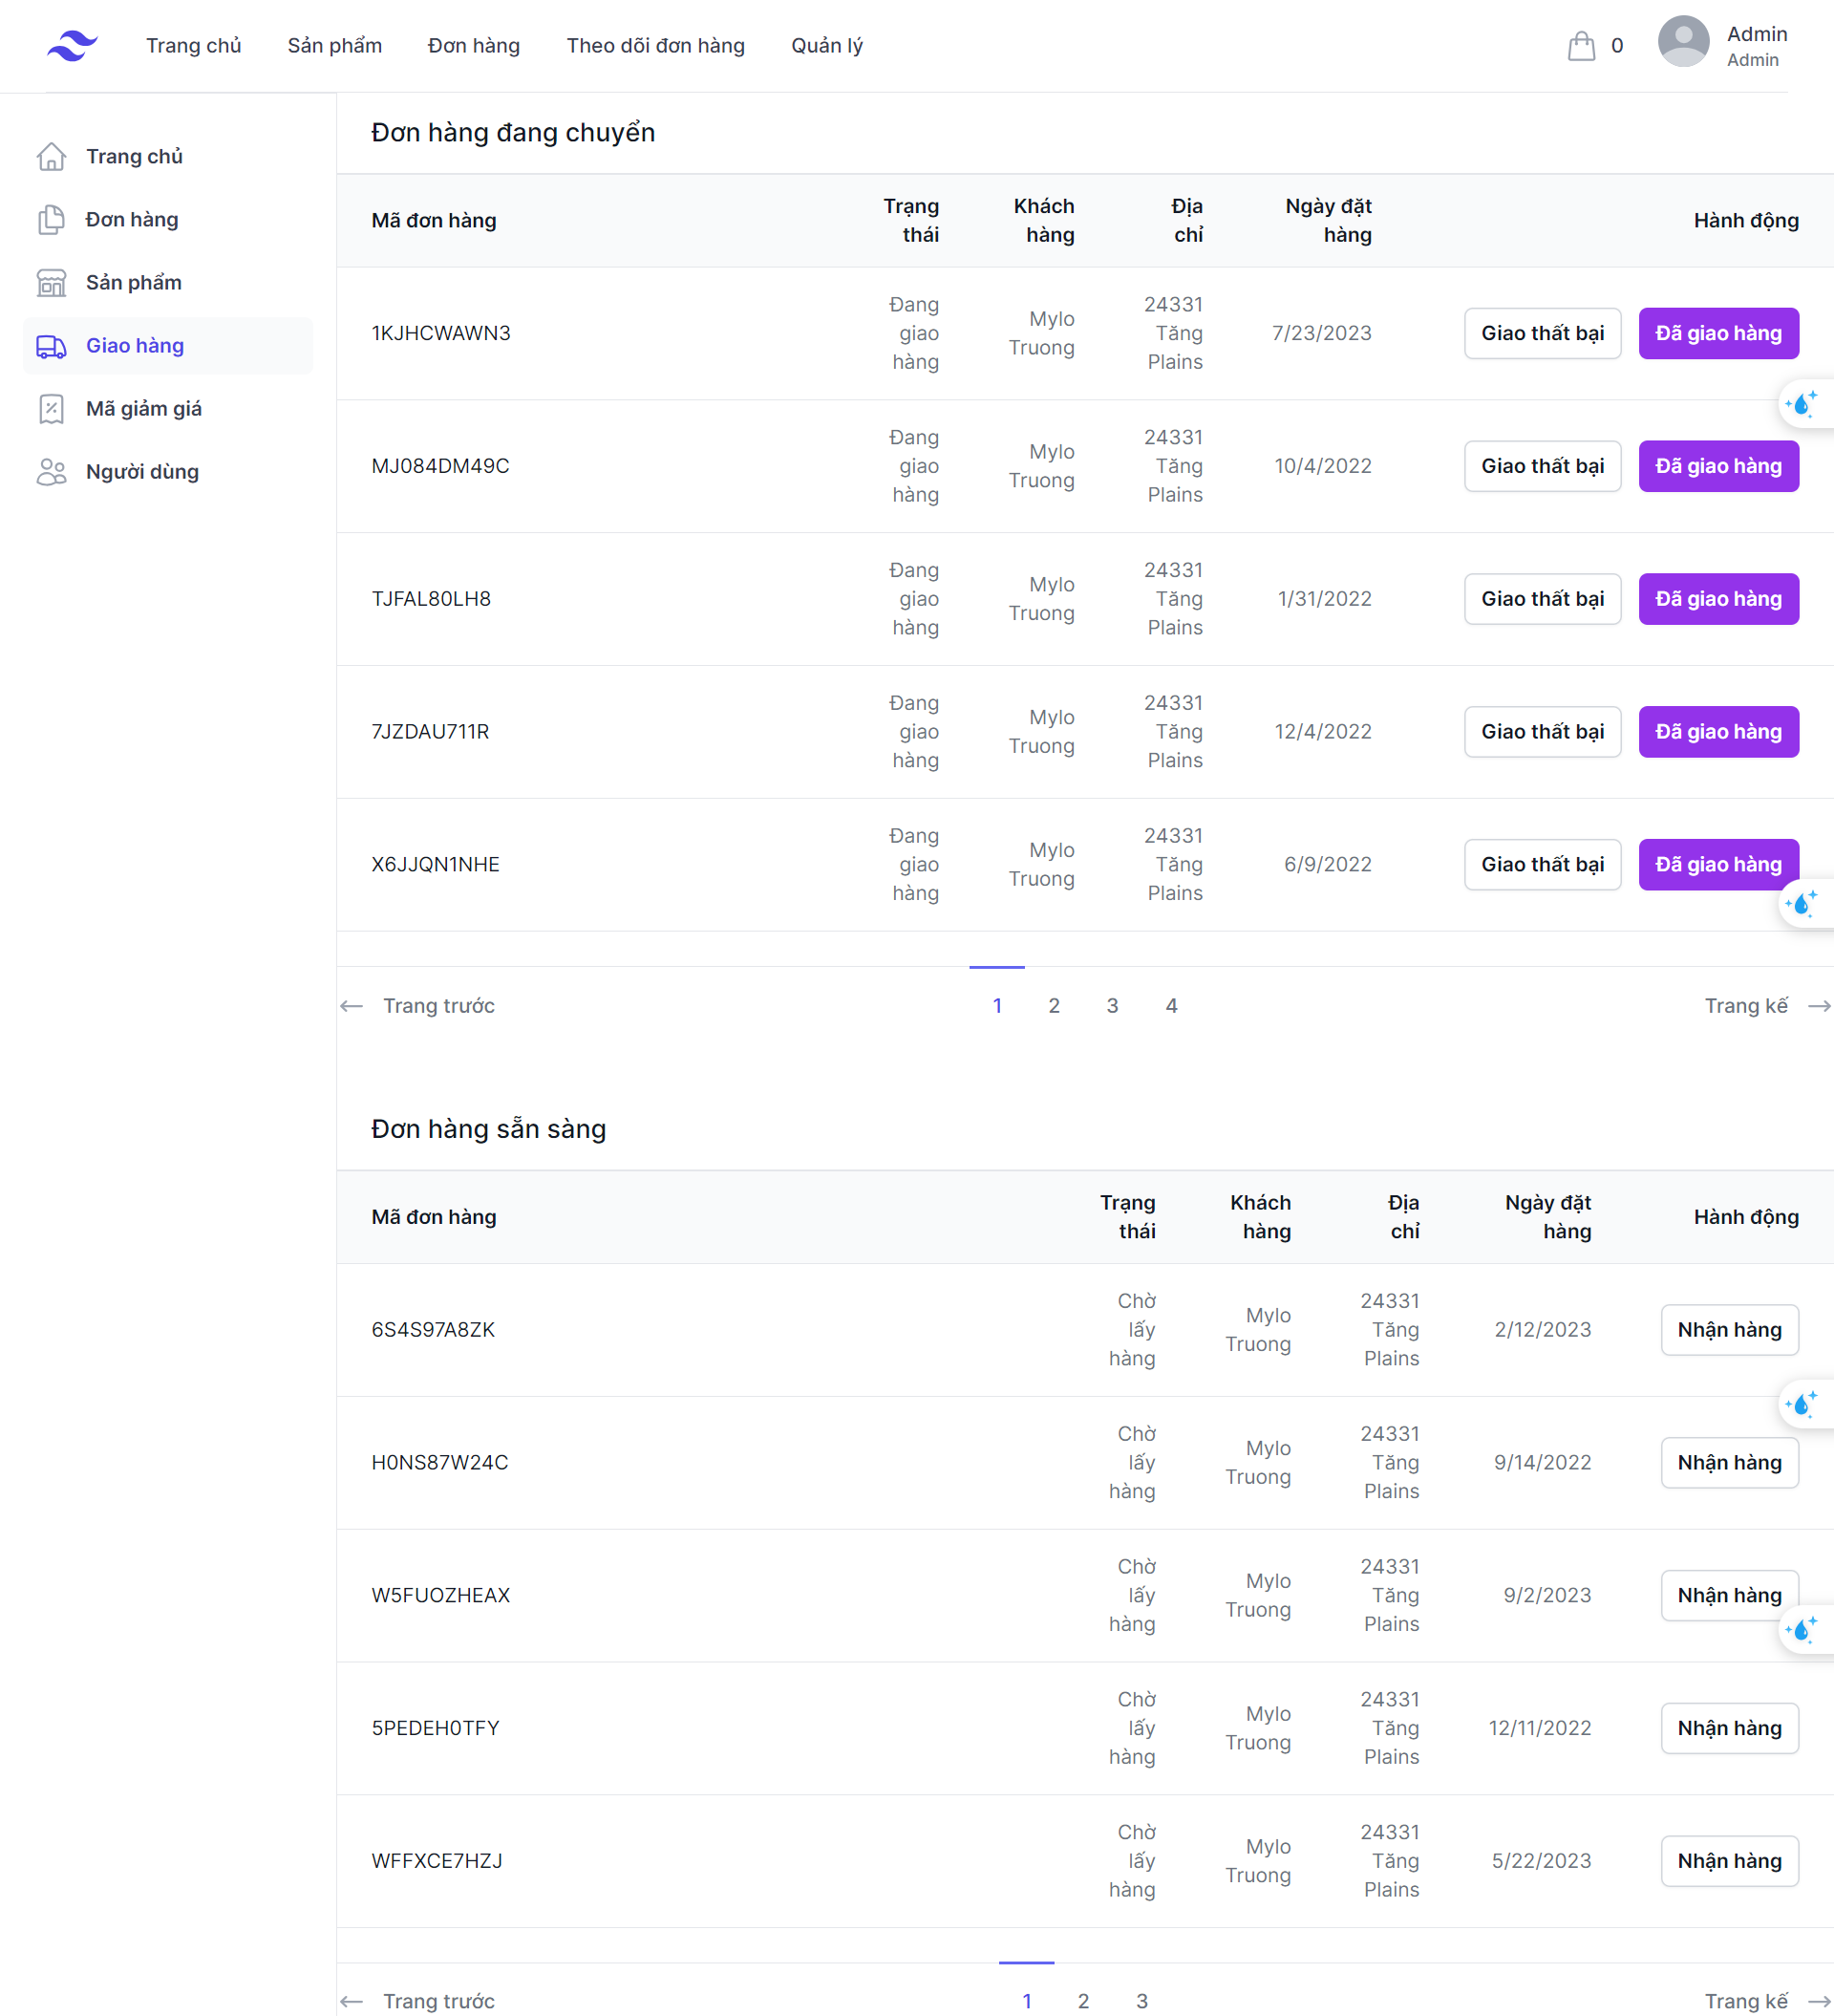 Trang chủ Sản phẩm Đơn hàng Theo dõi đơn hàng Quản lý 0 Admin
Admin
Trang chủ
Đơn hàng
Sản phẩm
Giao hàng
Mã giảm giá
Người dùng
Đơn hàng đang chuyển
Mã đơn hàng Trạng thái Khách hàng Địa chỉ Ngày đặt hàng Hành động
1KJHCWAWN3 Đang giao hàng Mylo Truong 24331 Tăng Plains 7/23/2023 Giao thất bại Đã giao hàng
MJ084DM49C Đang giao hàng Mylo Truong 24331 Tăng Plains 10/4/2022 Giao thất bại Đã giao hàng
TJFAL80LH8 Đang giao hàng Mylo Truong 24331 Tăng Plains 1/31/2022 Giao thất bại Đã giao hàng
7JZDAU711R Đang giao hàng Mylo Truong 24331 Tăng Plains 12/4/2022 Giao thất bại Đã giao hàng
X6JJQN1NHE Đang giao hàng Mylo Truong 24331 Tăng Plains 6/9/2022 Giao thất bại Đã giao hàng
Trang trước 1 2 3 4 Trang kế
Đơn hàng sẵn sàng
Mã đơn hàng Trạng thái Khách hàng Địa chỉ Ngày đặt hàng Hành động
6S4S97A8ZK Chờ lấy hàng Mylo Truong 24331 Tăng Plains 2/12/2023 Nhận hàng
H0NS87W24C Chờ lấy hàng Mylo Truong 24331 Tăng Plains 9/14/2022 Nhận hàng
W5FUOZHEAX Chờ lấy hàng Mylo Truong 24331 Tăng Plains 9/2/2023 Nhận hàng
5PEDEH0TFY Chờ lấy hàng Mylo Truong 24331 Tăng Plains 12/11/2022 Nhận hàng
WFFXCE7HZJ Chờ lấy hàng Mylo Truong 24331 Tăng Plains 5/22/2023 Nhận hàng
Trang trước 1 2 3 Trang kế